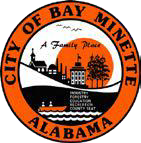 CITY OF BAY MINETTE
A Family Place
INDUSTRY
FORESTRY
EDUCATION
RECREATION
COUNTY SEAT
ALABAMA